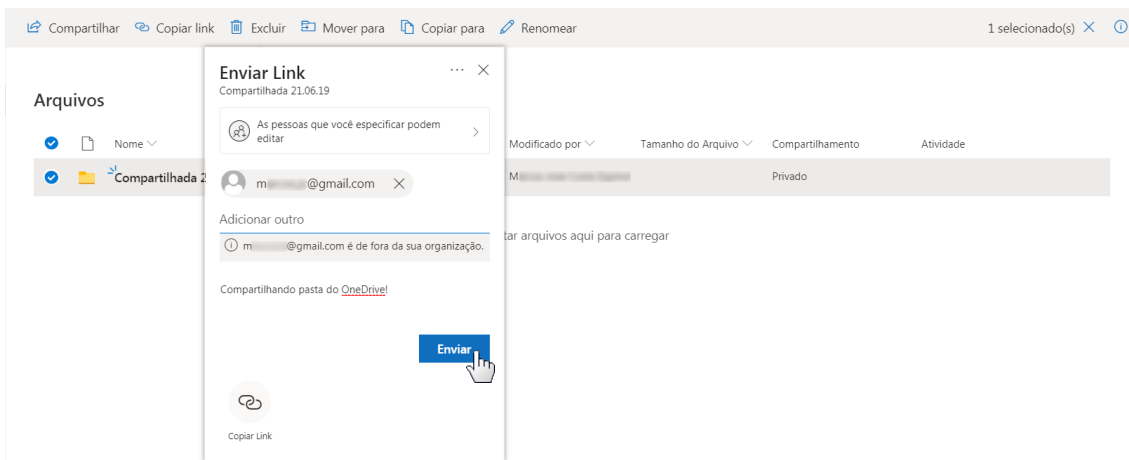 Compartilhar Copiar link Excluir Mover para Copiar para Renomear 1 selecionado(s)
Enviar Link
Compartilhada 21.06.19
Arquivos
As pessoas que você especificar podem
editar
Nome Modificado por Tamanho do Arquivo Compartilhamento Atividade
Compartilhada 2 Privado
@gmail.com
Adicionar outro
@gmail.com é de fora da sua organização.
tar arquivos aqui para carregar
Compartilhando pasta do OneDrive!
Enviar
Copiar Link